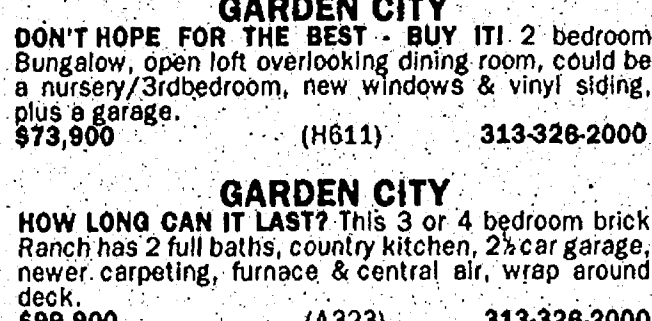 GARDEN CITY
DON'T HOPE FOR THE BEST - BUY IT! 2 bedroom
Bungalow, open loft overlooking dining room, could be
a nursery/3rdbedroom, new windows & vinyl siding,
plus a garage.
$73,900 (H611) 313-326-2000
GARDEN CITY
HOW LONG CAN IT LAST? This 3 or 4 bedroom brick
Ranch has 2 full baths, country kitchen, 2½ car garage,
newer carpeting, furnace & central air, wrap around
deck.
$99,900 (A323) 313-326-2000